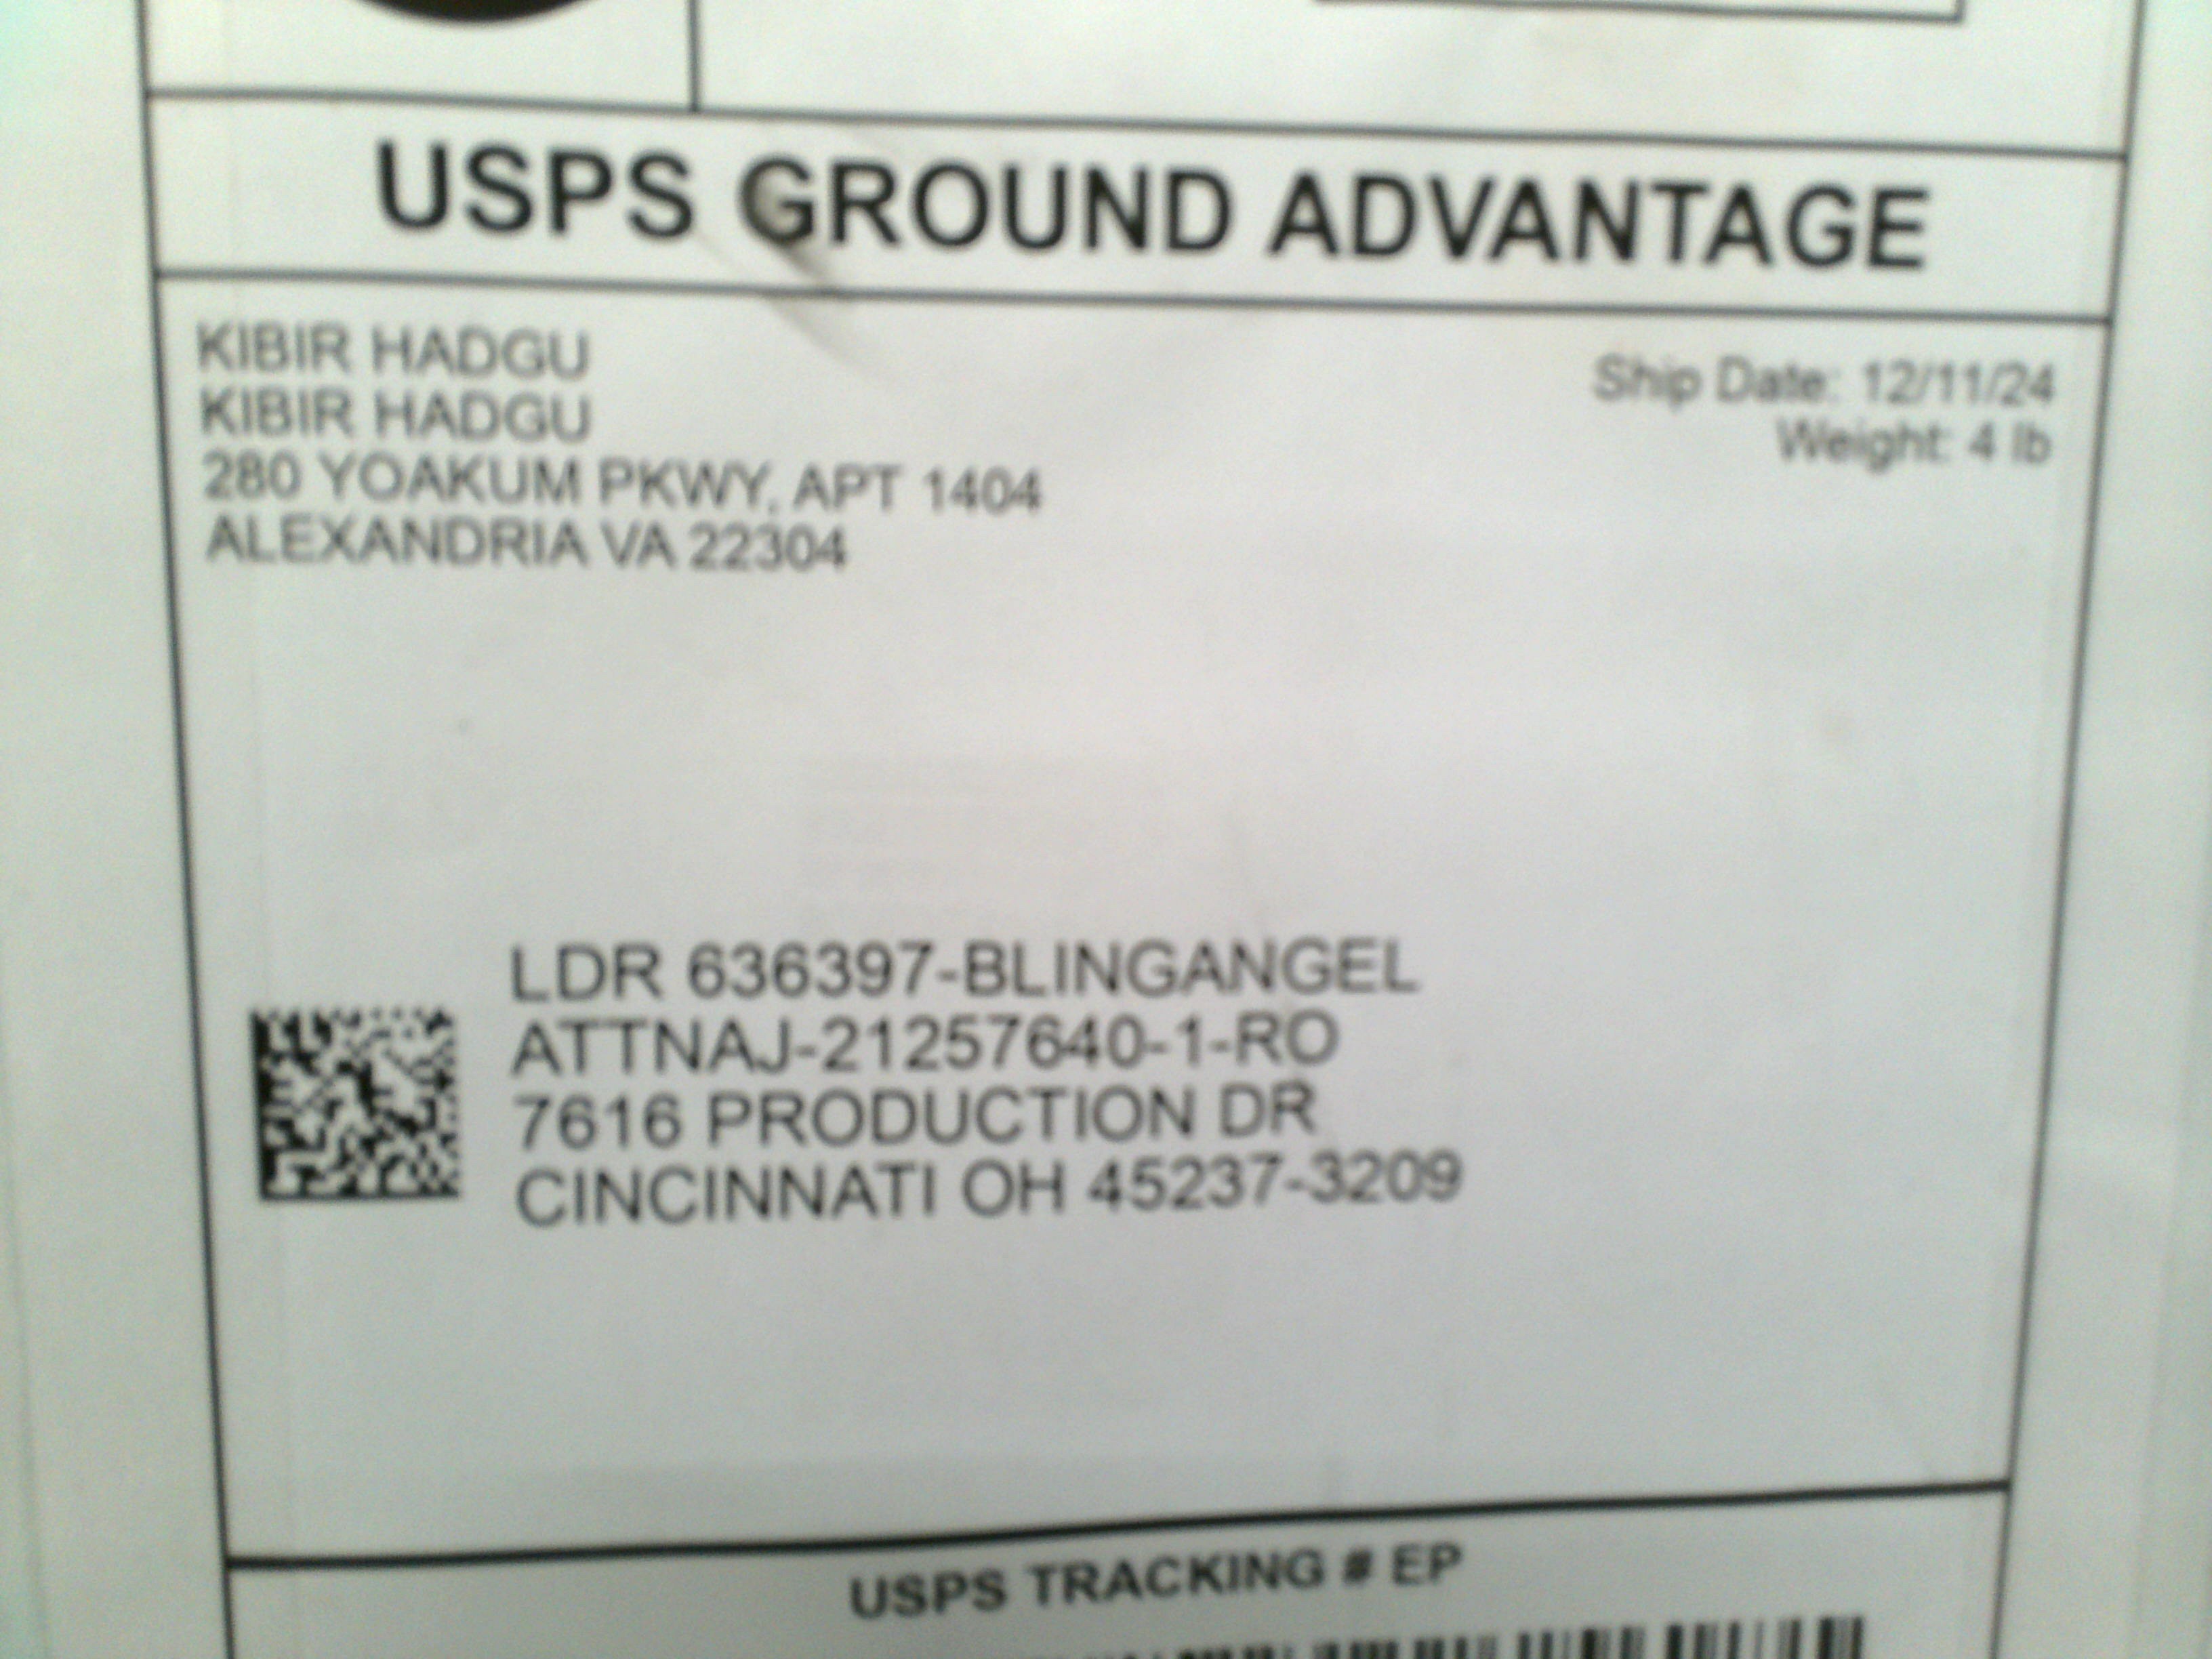 USPS GROUND ADVANTAGE
KIBIR HADGU
KIBIR HADGU
280 YOAKUM PKWY, APT 1404
ALEXANDRIA VA 22304
Ship Date: 12/11/24
Weight: 4 lb
LDR 636397-BLINGANGEL
ATTNAJ-21257640-1-RO
7616 PRODUCTION DR
CINCINNATI OH 45237-3209
USPS TRACKING # EP